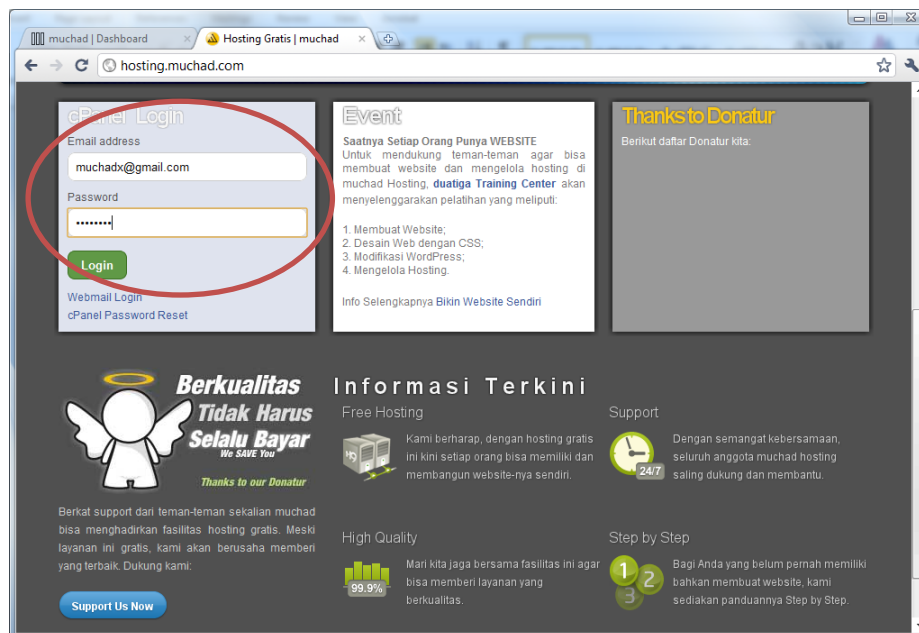 muchad | Dashboard
Hosting Gratis | muchad
hosting.muchad.com
cPanel Login
Email address
muchadx@gmail.com
Password
Login
Webmail Login
cPanel Password Reset
Event
Saatnya Setiap Orang Punya WEBSITE
Untuk mendukung teman-teman agar bisa
membuat website dan mengelola hosting di
muchad Hosting, duatiga Training Center akan
menyelenggarakan pelatihan yang meliputi:
1. Membuat Website;
2. Desain Web dengan CSS;
3. Modifikasi WordPress;
4. Mengelola Hosting.
Info Selengkapnya Bikin Website Sendiri
Thanks to Donatur
Berikut daftar Donatur kita:
Berkualitas
Tidak Harus
Selalu Bayar
We SAVE You
Thanks to our Donatur
Berkat support dari teman-teman sekalian muchad
bisa menghadirkan fasilitas hosting gratis. Meski
layanan ini gratis, kami akan berusaha memberi
yang terbaik. Dukung kami:
Support Us Now
Informasi Terkini
Free Hosting
HQ
Kami berharap, dengan hosting gratis
ini kini setiap orang bisa memiliki dan
membangun website-nya sendiri.
Support
24/7
Dengan semangat kebersamaan,
seluruh anggota muchad hosting
saling dukung dan membantu.
High Quality
99.9%
Mari kita jaga bersama fasilitas ini agar
bisa memberi layanan yang
berkualitas.
Step by Step
1
2
3
Bagi Anda yang belum pernah memiliki
bahkan membuat website, kami
sediakan panduannya Step by Step.